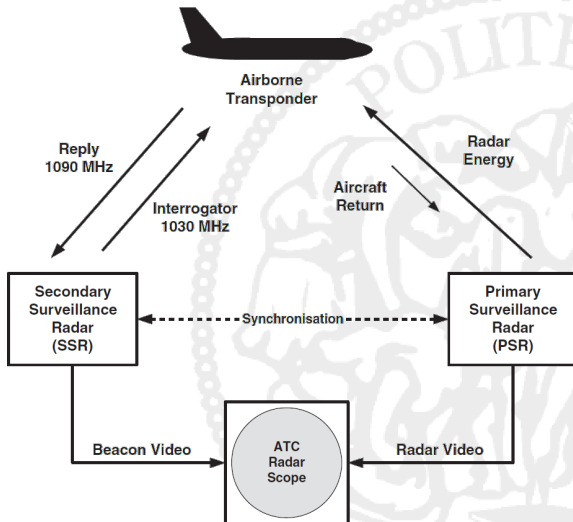 POLITE
Airborne
Transponder
Reply
1090 MHz
Radar
Energy
Interrogator
1030 MHz
Aircraft
Return
Secondary
Surveillance
Radar
(SSR)
Synchronisation
Primary
Surveillance
Radar
(PSR)
Beacon Video
ATC
Radar
Scope
Radar Video